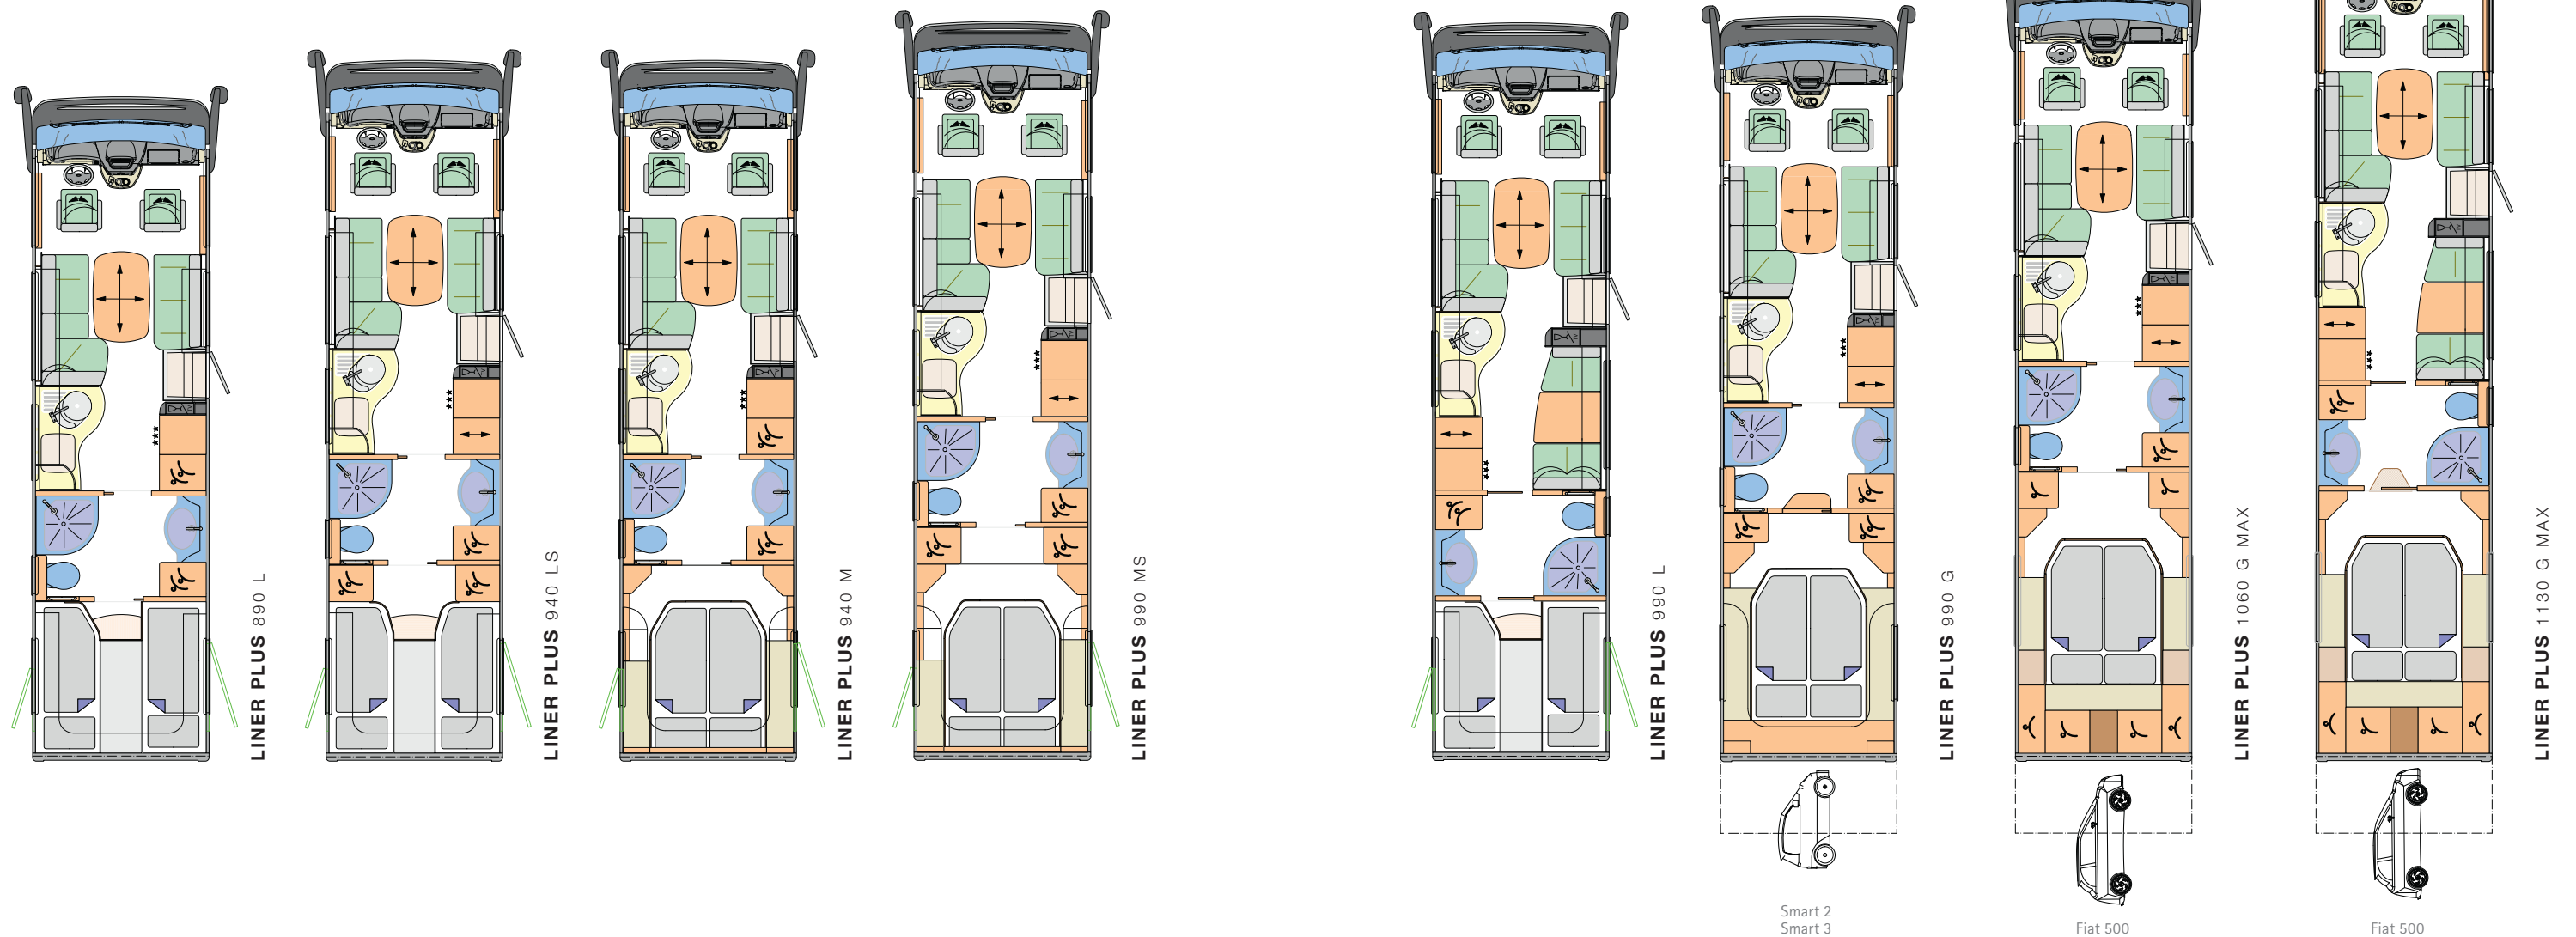 LINER PLUS 890 L
LINER PLUS 940 LS
LINER PLUS 940 M
LINER PLUS 990 MS
LINER PLUS 990 L
LINER PLUS 990 G
LINER PLUS 1060 G MAX
LINER PLUS 1130 G MAX
Smart 2
Smart 3
Fiat 500
Fiat 500